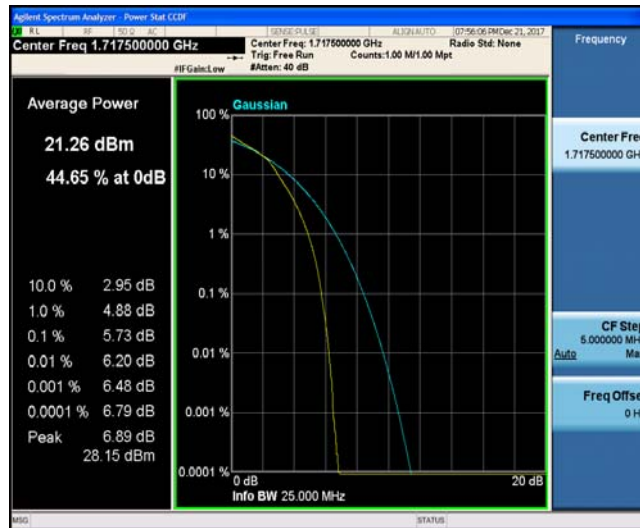 Agilent Spectrum Analyzer - Power Stat CCDF
RL RF 50 Ω AC SENSE:PULSE ALIGNAUTO 07:56:06 PM Dec 21, 2017
Center Freq 1.717500000 GHz
Center Freq: 1.717500000 GHz Radio Std: None
Trig: Free Run Counts:1.00 M/1.00 Mpt
#IFGain:Low #Atten: 40 dB
Frequency
Average Power
21.26 dBm
44.65 % at 0dB
10.0 % 2.95 dB
1.0 % 4.88 dB
0.1 % 5.73 dB
0.01 % 6.20 dB
0.001 % 6.48 dB
0.0001 % 6.79 dB
Peak 6.89 dB
28.15 dBm
Gaussian
100 %
10 %
1 %
0.1 %
0.01 %
0.001 %
0.0001 %
0 dB 20 dB
Info BW 25.000 MHz
Center Fre
1.717500000 GH
CF Step
5.000000 MH
Auto Ma
Freq Offse
0 H
MSG STATUS